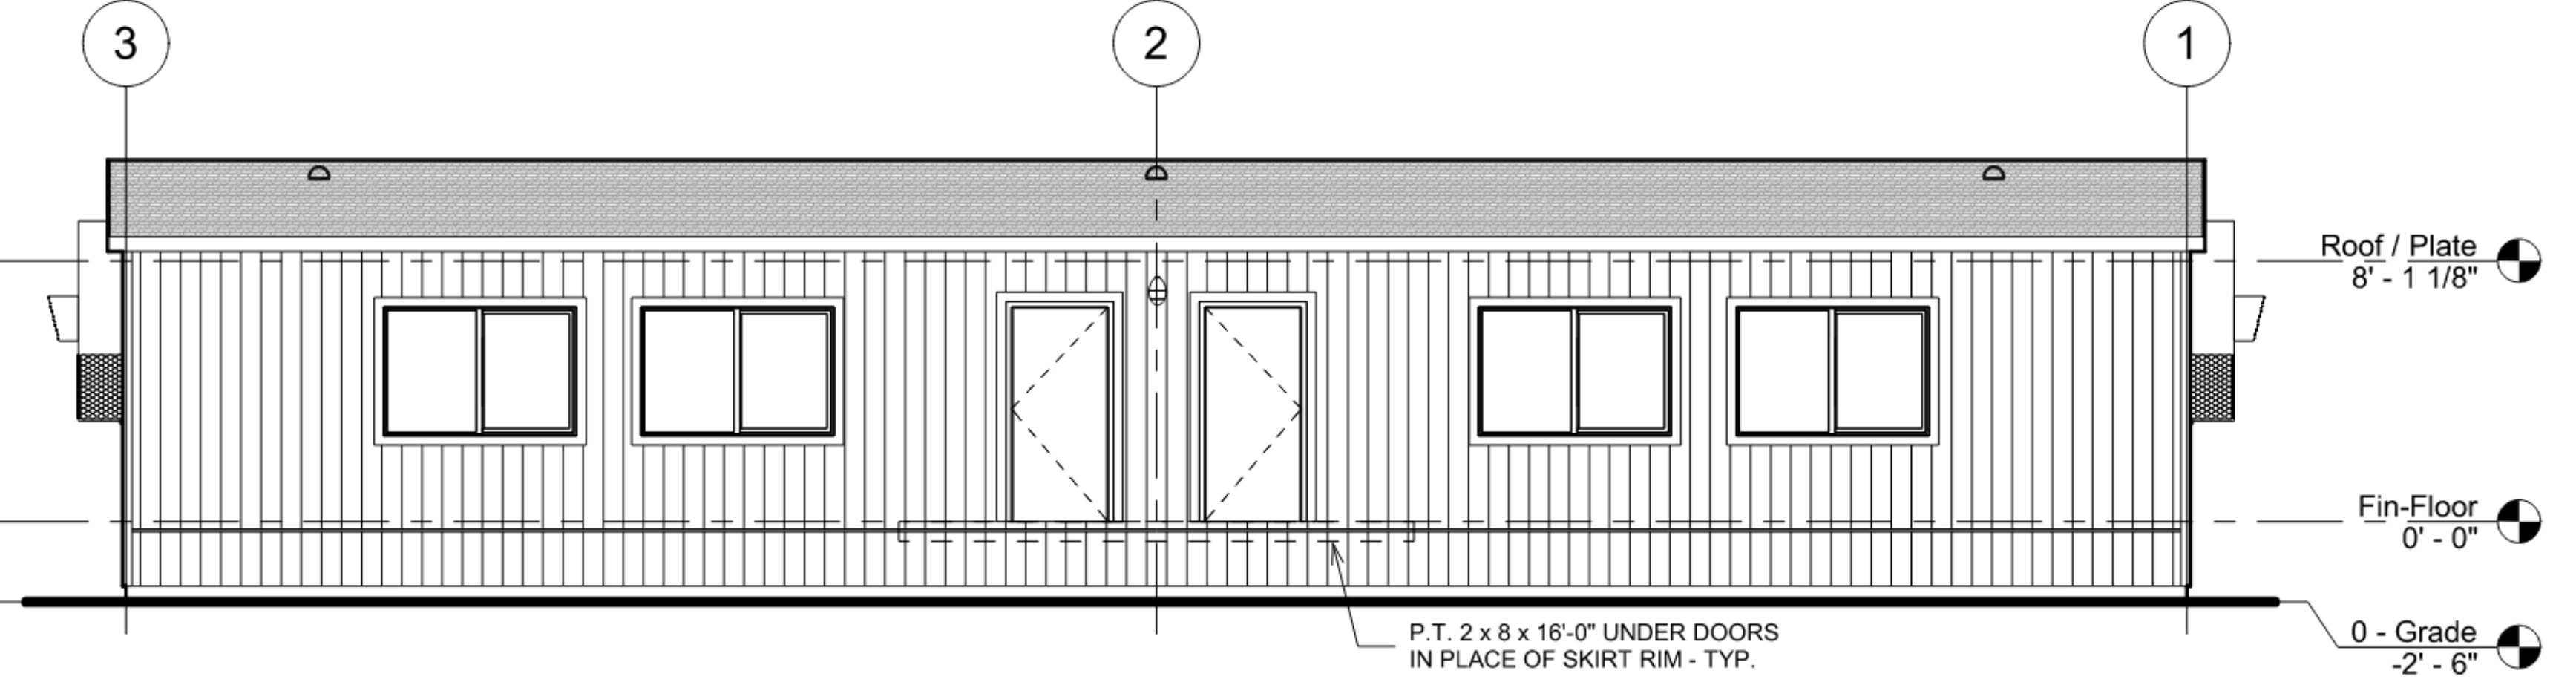 3
2
1
Roof / Plate
8' - 1 1/8"
Fin-Floor
0' - 0"
0 - Grade
-2' - 6"
P.T. 2 x 8 x 16'-0" UNDER DOORS
IN PLACE OF SKIRT RIM - TYP.